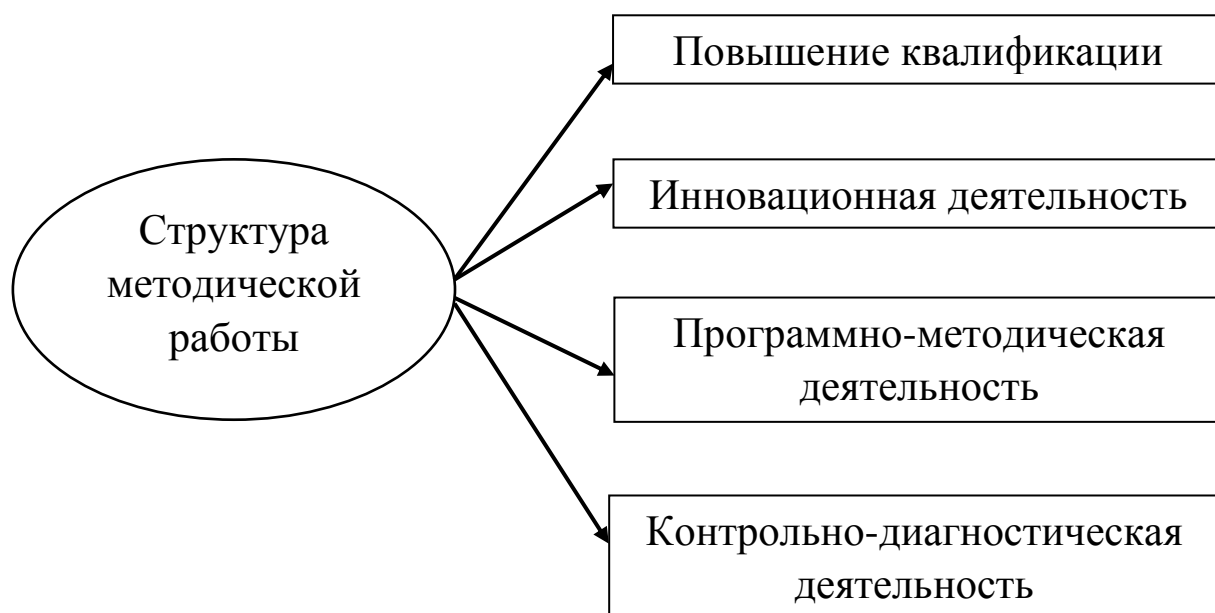 Структура
методической
работы
Повышение квалификации
Инновационная деятельность
Программно-методическая
деятельность
Контрольно-диагностическая
деятельность